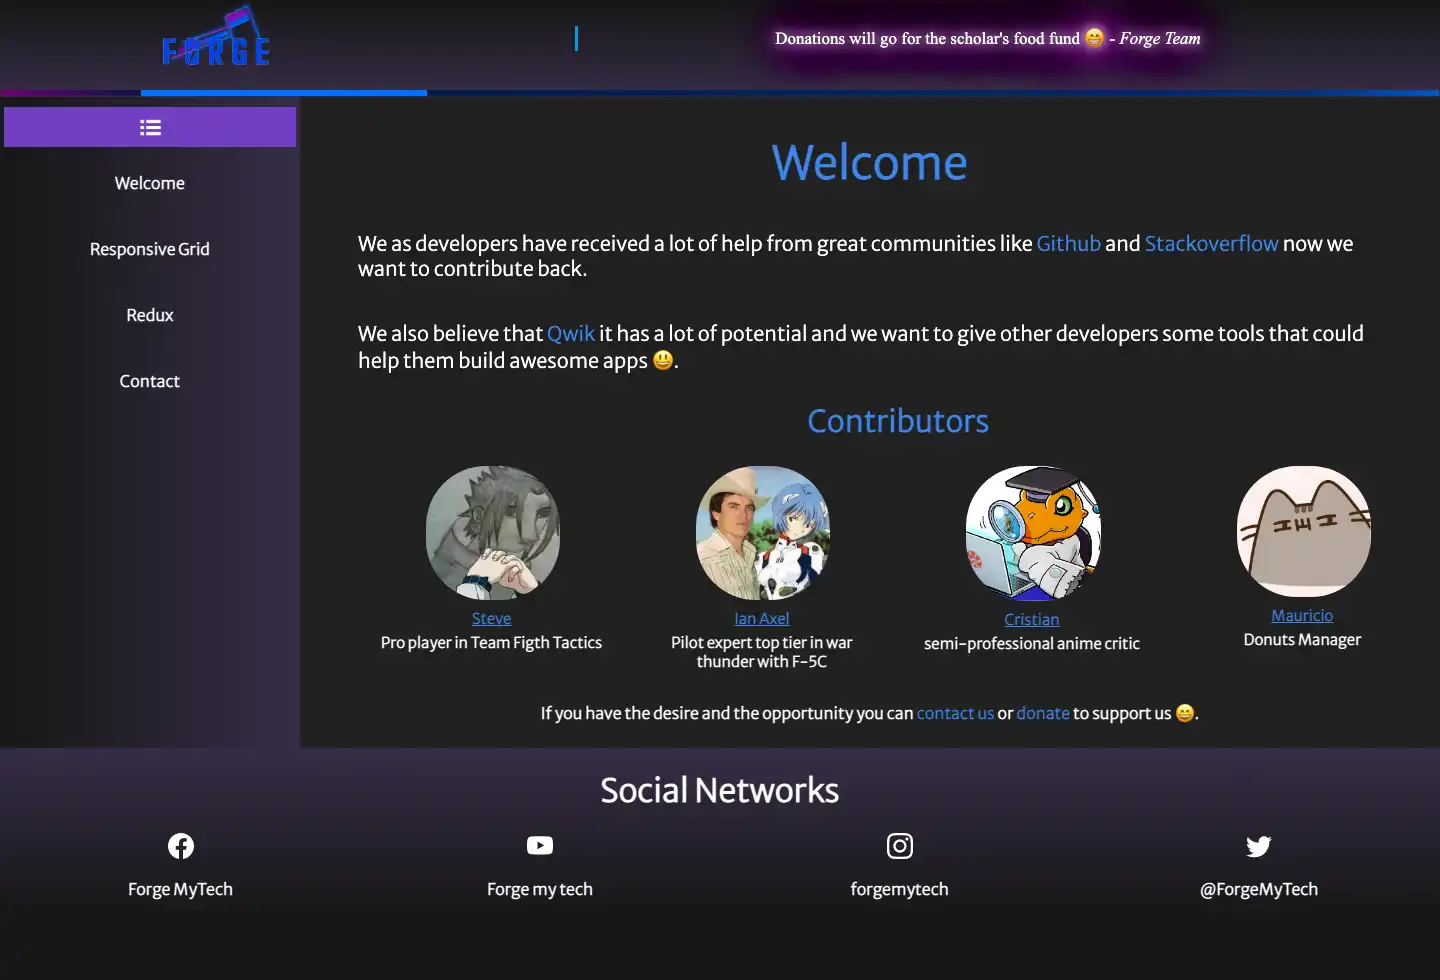 FORGE
Donations will go for the scholar's food fund 😁 - Forge Team
Welcome
Responsive Grid
Redux
Contact
Welcome
We as developers have received a lot of help from great communities like Github and Stackoverflow now we
want to contribute back.
We also believe that Qwik it has a lot of potential and we want to give other developers some tools that could
help them build awesome apps 😃.
Contributors
Steve
Pro player in Team Figth Tactics
Ian Axel
Pilot expert top tier in war
thunder with F-5C
Cristian
semi-professional anime critic
Mauricio
Donuts Manager
If you have the desire and the opportunity you can contact us or donate to support us 😄.
Social Networks
Forge MyTech
Forge my tech
forgemytech
@ForgeMyTech